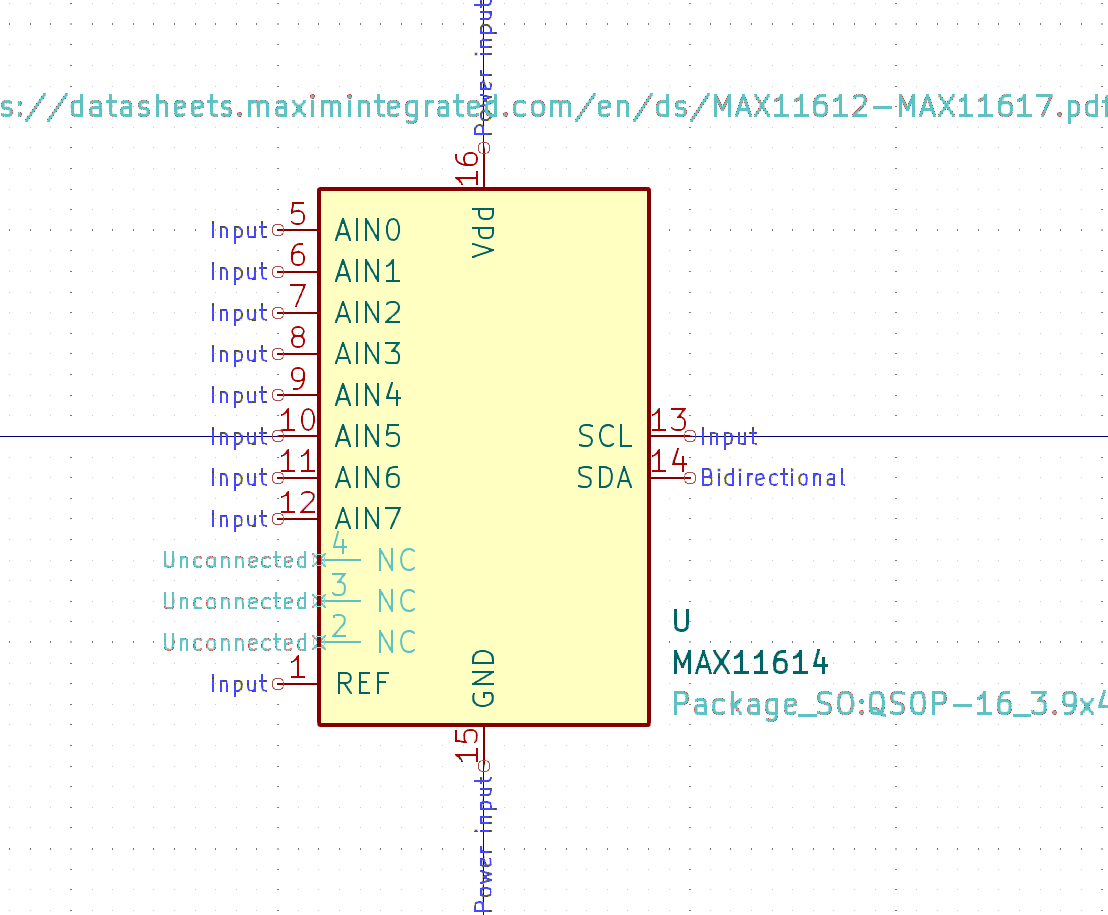 Power input
s://datasheets.maximintegrated.com/en/ds/MAX11612-MAX11617.pdf
16
Vdd
Input 5 AIN0
Input 6 AIN1
Input 7 AIN2
Input 8 AIN3
Input 9 AIN4
Input 10 AIN5 SCL 13 Input
Input 11 AIN6 SDA 14 Bidirectional
Input 12 AIN7
Unconnected 4 NC
Unconnected 3 NC
Unconnected 2 NC
Input 1 REF
GND
15
Power input
U
MAX11614
Package_SO:QSOP-16_3.9x4